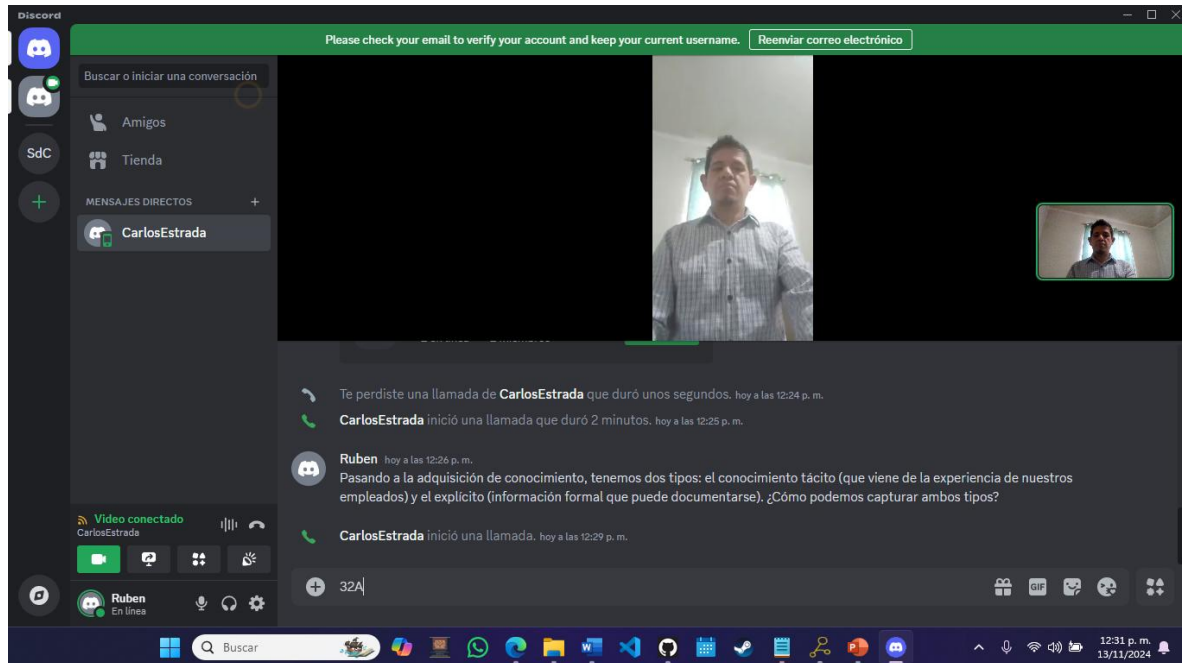 Discord
Please check your email to verify your account and keep your current username. Reenviar correo electrónico
Buscar o iniciar una conversación
Amigos
SdC
Tienda
MENSAJES DIRECTOS +
CarlosEstrada
Te perdiste una llamada de CarlosEstrada que duró unos segundos. hoy a las 12:24 p. m.
CarlosEstrada inició una llamada que duró 2 minutos. hoy a las 12:25 p. m.
Ruben hoy a las 12:26 p. m.
Pasando a la adquisición de conocimiento, tenemos dos tipos: el conocimiento tácito (que viene de la experiencia de nuestros
empleados) y el explícito (información formal que puede documentarse). ¿Cómo podemos capturar ambos tipos?
CarlosEstrada inició una llamada. hoy a las 12:29 p. m.
Video conectado
CarlosEstrada
32A
GIF
Ruben
En línea
Buscar
12:31 p. m.
13/11/2024